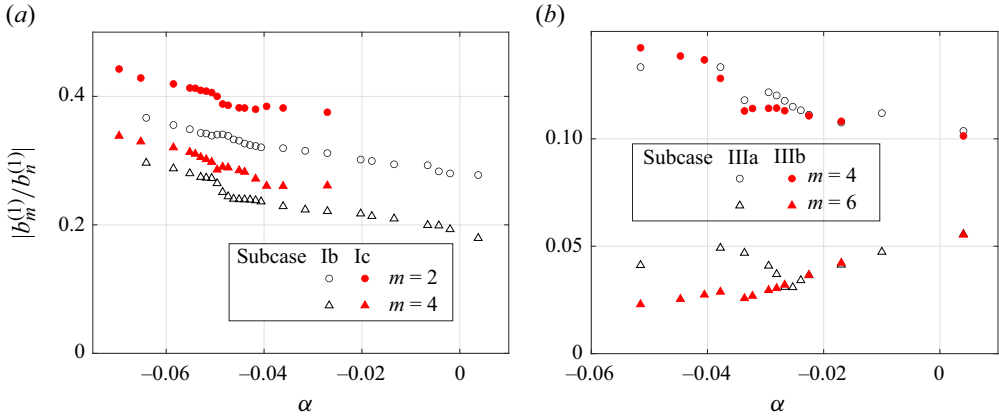 (a)
|b_m^(1)/b_n^(1)|
0.4
0.2
0
Subcase Ib Ic
m = 2
m = 4
−0.06 −0.04 −0.02 0
α
(b)
0.10
0.05
0
Subcase IIIa IIIb
m = 4
m = 6
−0.06 −0.04 −0.02 0
α